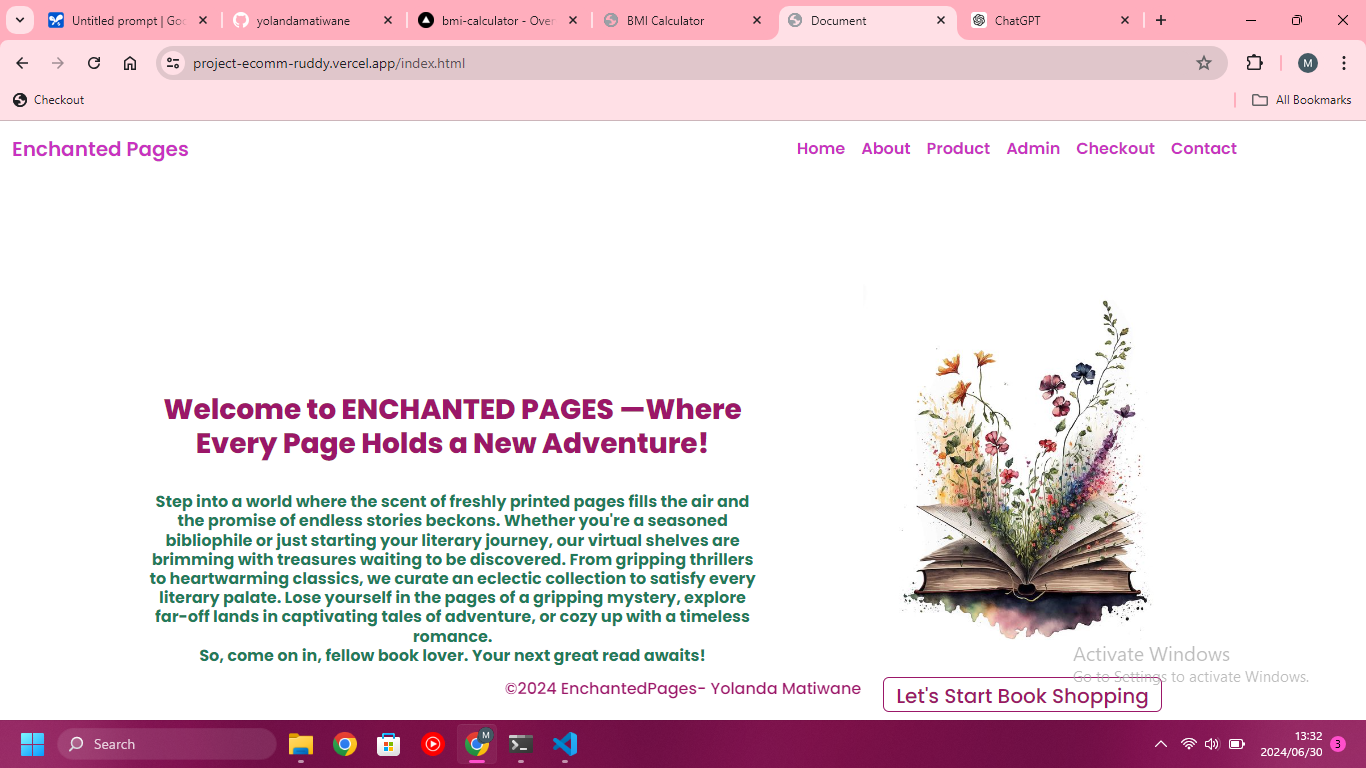 Untitled prompt | Goo
yolandamatiwane
bmi-calculator - Over
BMI Calculator
Document
ChatGPT
project-ecomm-ruddy.vercel.app/index.html
M
Checkout
All Bookmarks
Enchanted Pages
Home About Product Admin Checkout Contact
Welcome to ENCHANTED PAGES —Where
Every Page Holds a New Adventure!
Step into a world where the scent of freshly printed pages fills the air and
the promise of endless stories beckons. Whether you're a seasoned
bibliophile or just starting your literary journey, our virtual shelves are
brimming with treasures waiting to be discovered. From gripping thrillers
to heartwarming classics, we curate an eclectic collection to satisfy every
literary palate. Lose yourself in the pages of a gripping mystery, explore
far-off lands in captivating tales of adventure, or cozy up with a timeless
romance.
So, come on in, fellow book lover. Your next great read awaits!
Activate Windows
Go to Settings to activate Windows.
©2024 EnchantedPages- Yolanda Matiwane
Let's Start Book Shopping
Search
M
13:32
2024/06/30
3